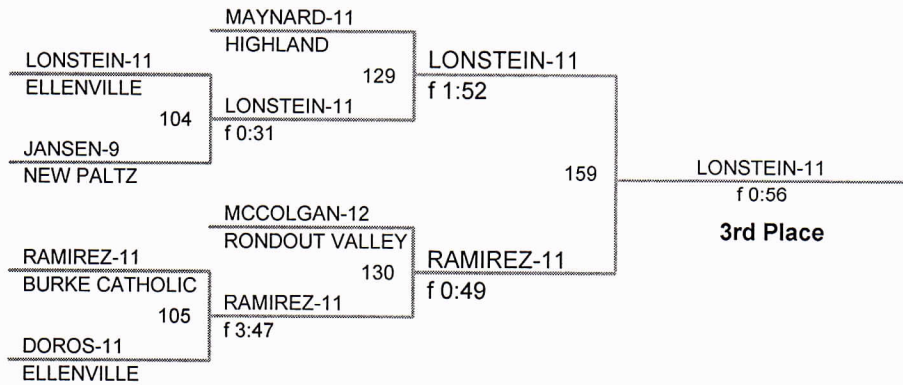 MAYNARD-11
HIGHLAND
LONSTEIN-11
ELLENVILLE
129
LONSTEIN-11
f 1:52
104
LONSTEIN-11
f 0:31
JANSEN-9
NEW PALTZ
159
LONSTEIN-11
f 0:56
3rd Place
MCCOLGAN-12
RONDOUT VALLEY
RAMIREZ-11
BURKE CATHOLIC
130
RAMIREZ-11
f 0:49
105
RAMIREZ-11
f 3:47
DOROS-11
ELLENVILLE